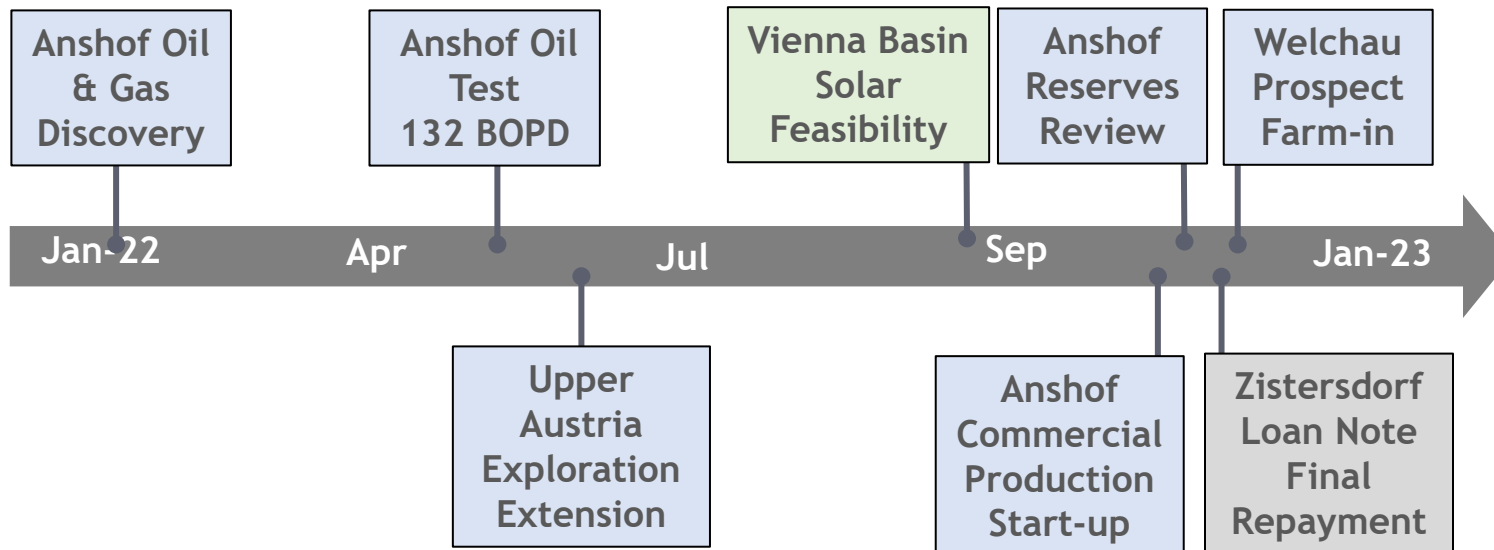 Anshof Oil
& Gas
Discovery
Anshof Oil
Test
132 BOPD
Vienna Basin
Solar
Feasibility
Anshof
Reserves
Review
Welchau
Prospect
Farm-in
Jan-22
Apr
Jul
Sep
Jan-23
Upper
Austria
Exploration
Extension
Anshof
Commercial
Production
Start-up
Zistersdorf
Loan Note
Final
Repayment